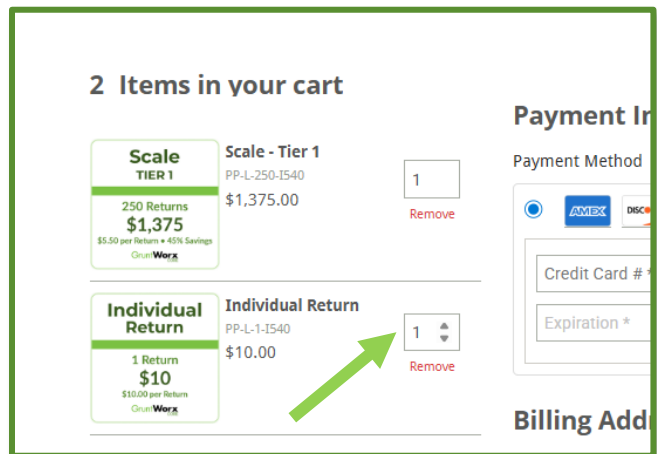 2 Items in your cart
Scale
TIER 1
250 Returns
$1,375
$5.50 per Return • 45% Savings
GruntWorx
Scale - Tier 1
PP-L-250-I540
$1,375.00
1
Remove
Individual
Return
1 Return
$10
$10.00 per Return
GruntWorx
Individual Return
PP-L-1-I540
$10.00
1
Remove
Payment
Payment Method
AMEX
Credit Card #
Expiration *
Billing